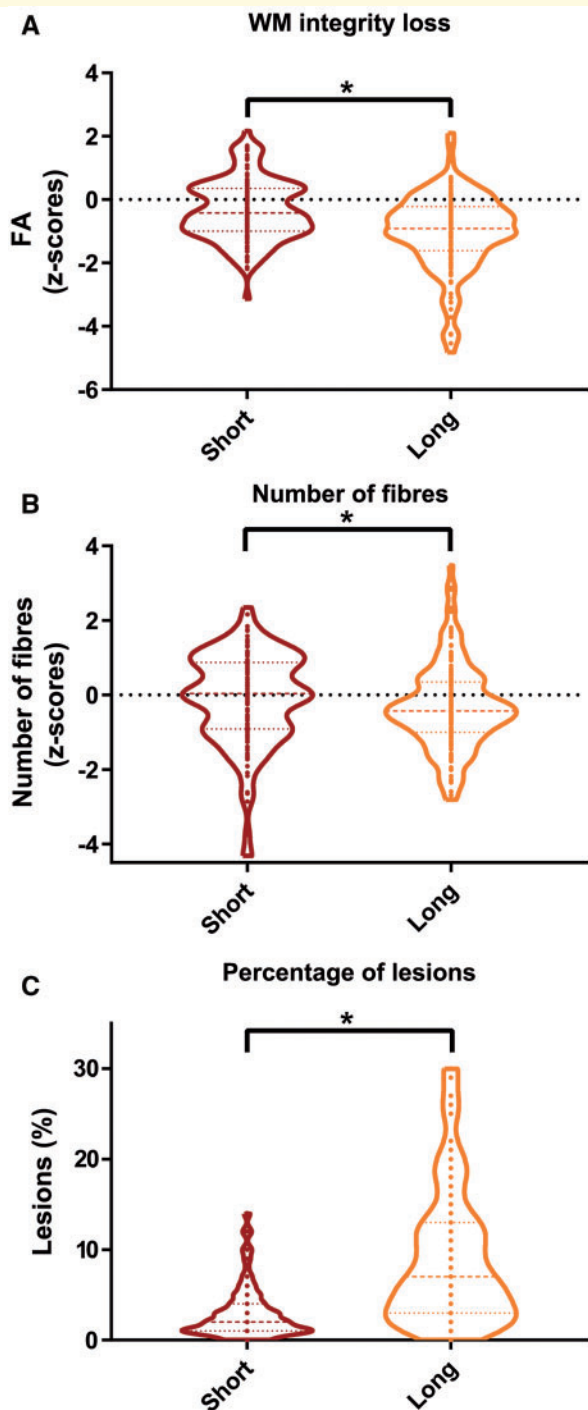 A
WM integrity loss
*
FA
(z-scores)
4
2
0
-2
-4
-6
Short
Long
B
Number of fibres
*
Number of fibres
(z-scores)
4
2
0
-2
-4
Short
Long
C
Percentage of lesions
*
Lesions (%)
30
20
10
0
Short
Long